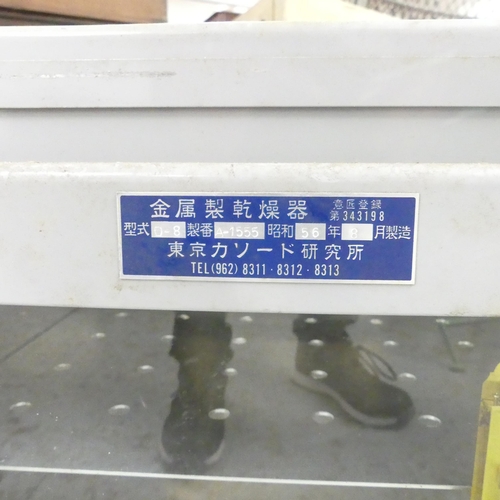 金属製乾燥器 意匠登録
第343198
型式 D-8 製番 A-1555 昭和 56 年 8 月製造
東京カソード研究所
TEL(962) 8311・8312・8313